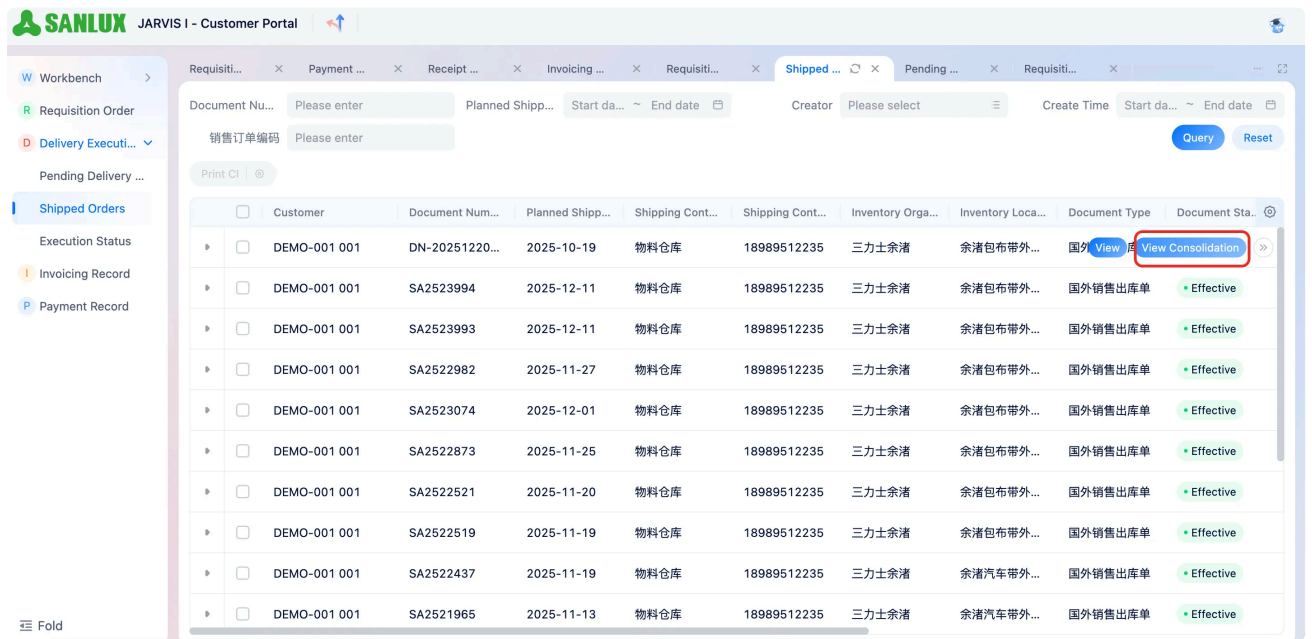 SANLUX JARVIS I - Customer Portal
W Workbench
R Requisition Order
D Delivery Executi...
Pending Delivery ...
Shipped Orders
Execution Status
I Invoicing Record
P Payment Record
Fold
Requisiti... Payment ... Receipt ... Invoicing ... Requisiti... Shipped ... Pending ... Requisiti...
Document Nu... Please enter Planned Shipp... Start da... ~ End date Creator Please select Create Time Start da... ~ End date
销售订单编码 Please enter Query Reset
Print CI
Customer Document Num... Planned Shipp... Shipping Cont... Shipping Cont... Inventory Orga... Inventory Loca... Document Type Document Sta..
DEMO-001 001 DN-20251220... 2025-10-19 物料仓库 18989512235 三力士余渚 余渚包布带外... 国外 View View Consolidation
DEMO-001 001 SA2523994 2025-12-11 物料仓库 18989512235 三力士余渚 余渚包布带外... 国外销售出库单 Effective
DEMO-001 001 SA2523993 2025-12-11 物料仓库 18989512235 三力士余渚 余渚包布带外... 国外销售出库单 Effective
DEMO-001 001 SA2522982 2025-11-27 物料仓库 18989512235 三力士余渚 余渚包布带外... 国外销售出库单 Effective
DEMO-001 001 SA2523074 2025-12-01 物料仓库 18989512235 三力士余渚 余渚包布带外... 国外销售出库单 Effective
DEMO-001 001 SA2522873 2025-11-25 物料仓库 18989512235 三力士余渚 余渚包布带外... 国外销售出库单 Effective
DEMO-001 001 SA2522521 2025-11-20 物料仓库 18989512235 三力士余渚 余渚包布带外... 国外销售出库单 Effective
DEMO-001 001 SA2522519 2025-11-19 物料仓库 18989512235 三力士余渚 余渚包布带外... 国外销售出库单 Effective
DEMO-001 001 SA2522437 2025-11-19 物料仓库 18989512235 三力士余渚 余渚汽车带外... 国外销售出库单 Effective
DEMO-001 001 SA2521965 2025-11-13 物料仓库 18989512235 三力士余渚 余渚汽车带外... 国外销售出库单 Effective